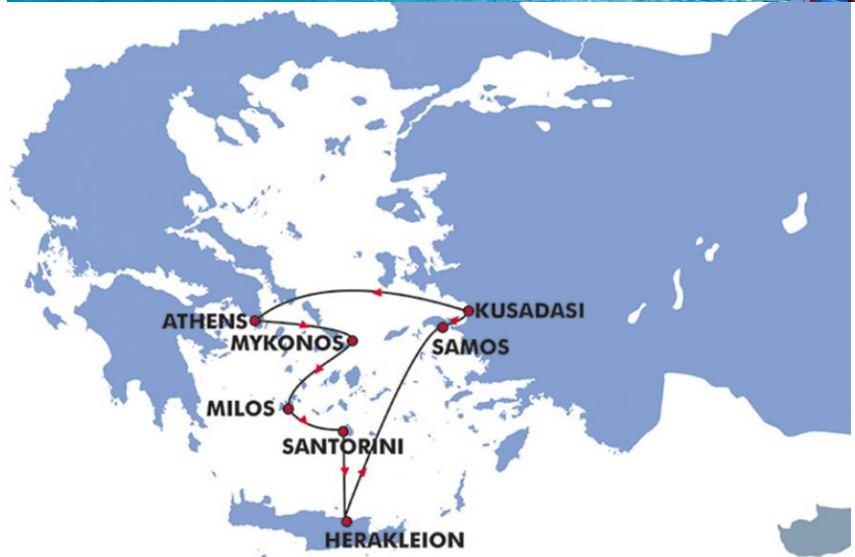 KUSADASI
ATHENS
MYKONOS
SAMOS
MILOS
SANTORINI
HERAKLEION